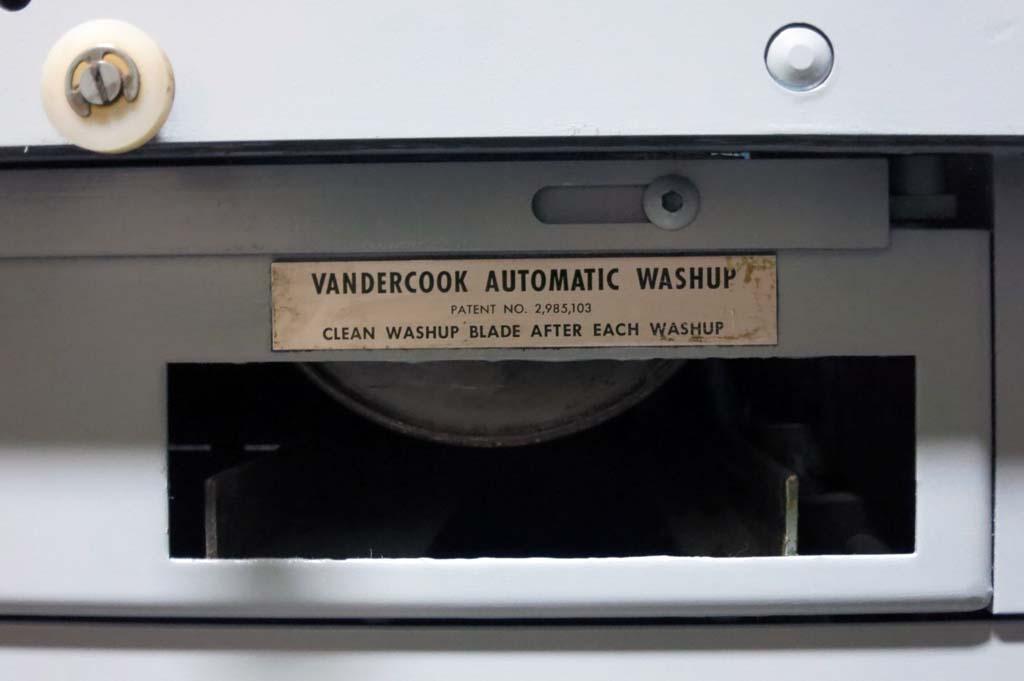 VANDERCOOK AUTOMATIC WASHUP
PATENT NO. 2,985,103
CLEAN WASHUP BLADE AFTER EACH WASHUP